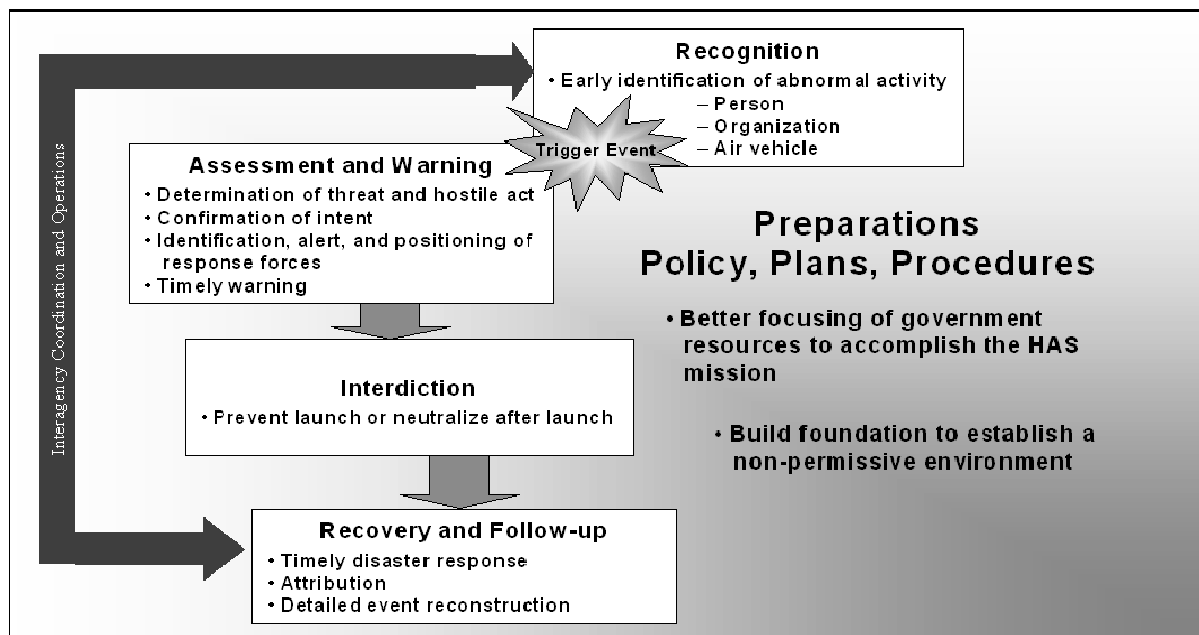 Recognition
• Early identification of abnormal activity
– Person
– Organization
– Air vehicle
Trigger Event
Assessment and Warning
• Determination of threat and hostile act
• Confirmation of intent
• Identification, alert, and positioning of
response forces
• Timely warning
Interagency Coordination and Operations
Preparations
Policy, Plans, Procedures
• Better focusing of government
resources to accomplish the HAS
mission
• Build foundation to establish a
non-permissive environment
Interdiction
• Prevent launch or neutralize after launch
Recovery and Follow-up
• Timely disaster response
• Attribution
• Detailed event reconstruction